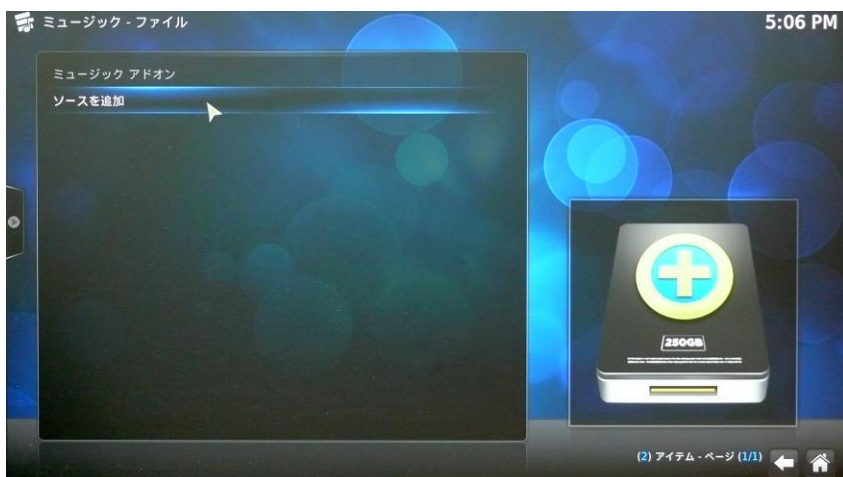 ミュージック - ファイル
5:06 PM
ミュージック アドオン
ソースを追加
250GB
(2) アイテム - ページ (1/1)